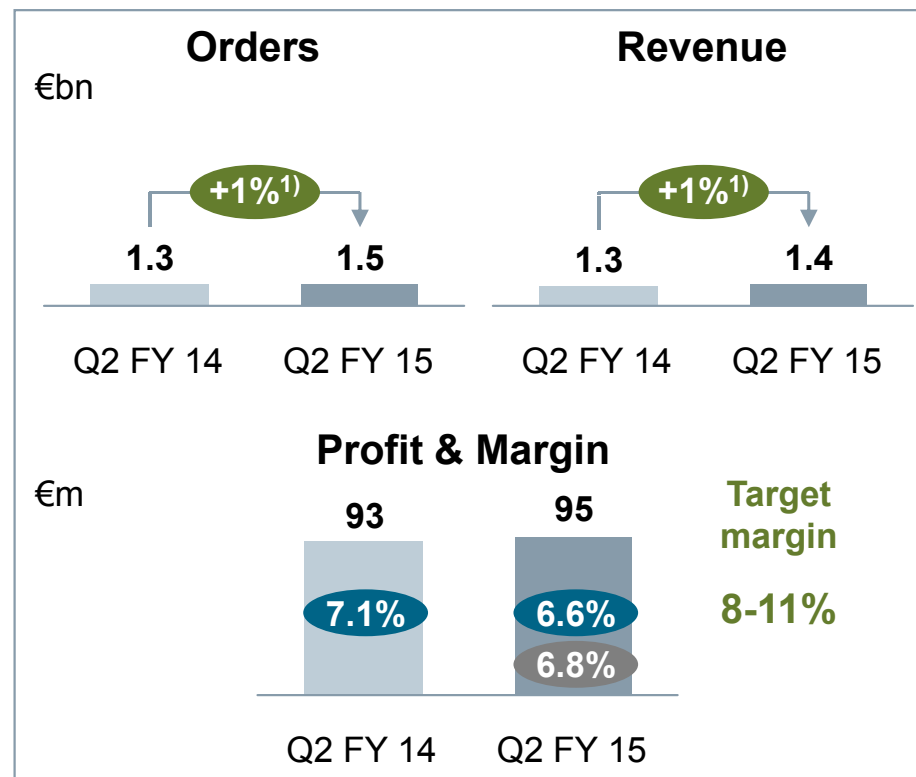 Orders Revenue
€bn
+1%1) +1%1)
1.3 1.5 1.3 1.4
Q2 FY 14 Q2 FY 15 Q2 FY 14 Q2 FY 15
Profit & Margin
€m
93 95
Target
margin
7.1% 6.6% 8-11%
6.8%
Q2 FY 14 Q2 FY 15